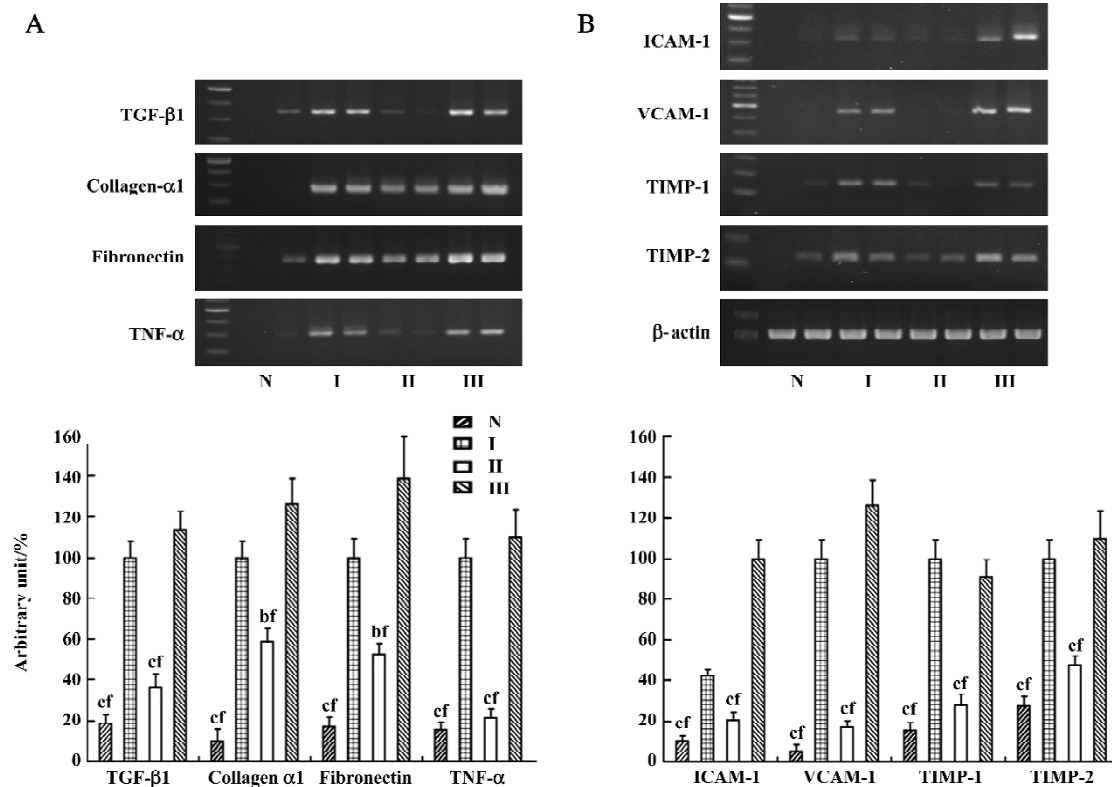 A
TGF-β1
Collagen-α1
Fibronectin
TNF-α
N I II III
B
ICAM-1
VCAM-1
TIMP-1
TIMP-2
β-actin
N I II III
Arbitrary unit/%
160
140
120
100
80
60
40
20
0
N
I
II
III
cf cf cf bf cf bf cf cf
TGF-β1 Collagen α1 Fibronectin TNF-α
160
140
120
100
80
60
40
20
0
cf cf cf cf cf cf cf cf
ICAM-1 VCAM-1 TIMP-1 TIMP-2